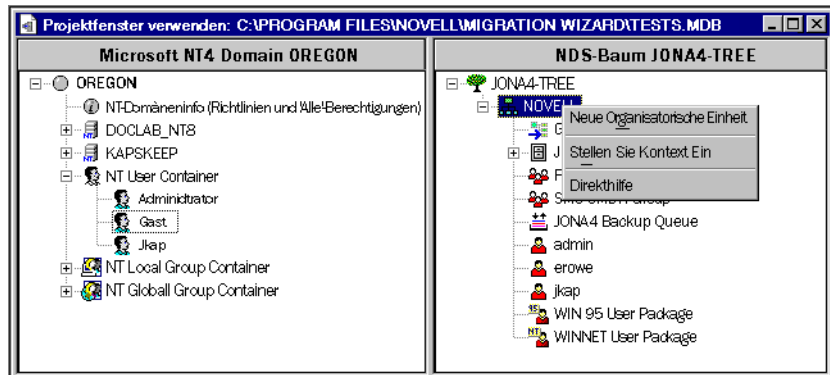 Projektfenster verwenden: C:\PROGRAM FILES\NOVELL\MIGRATION WIZARD\TESTS.MDB
Microsoft NT4 Domain OREGON
OREGON
NT-Domäneninfo (Richtlinien und 'Alle'-Berechtigungen)
DOCLAB_NT8
KAPSKEEP
NT User Container
Adminidtrator
Gast
Jkap
NT Local Group Container
NT Globall Group Container
NDS-Baum JONA4-TREE
JONA4-TREE
NOVELL
Neue Organisatorische Einheit
Stellen Sie Kontext Ein
Direkthilfe
JONA4 Backup Queue
admin
erowe
jkap
WIN 95 User Package
WINNET User Package